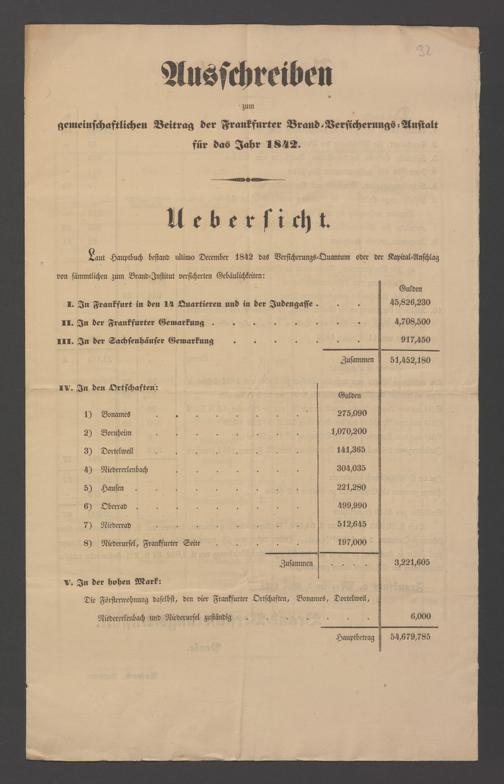 32
Ausschreiben
zum
gemeinschaftlichen Beitrag der Frankfurter Brand-Versicherungs-Anstalt
für das Jahr 1842.
Uebersicht.
Laut Hauptbuch bestand ultimo December 1842 das Versicherungs-Quantum oder der Kapital-Anschlag
von sämmtlichen zum Brand-Institut versicherten Gebäulichkeiten:
Gulden
I. In Frankfurt in den 14 Quartieren und in der Judengasse . . . 45,826,230
II. In der Frankfurter Gemarkung . . . . . . . . 4,708,500
III. In der Sachsenhäuser Gemarkung . . . . . . . 917,450
Zusammen 51,452,180
IV. In den Ortschaften:
Gulden
1) Bonames . . . . . . . 275,090
2) Bornheim . . . . . . . 1,070,200
3) Dortelweil . . . . . . . 141,365
4) Niedererlenbach . . . . . . 304,035
5) Hausen . . . . . . . . 221,280
6) Oberrad . . . . . . . . 499,990
7) Niederrad . . . . . . . 512,645
8) Niederursel, Frankfurter Seite . . . . . 197,000
Zusammen . . . . 3,221,605
V. In der hohen Mark:
Die Försterwohnung daselbst, den vier Frankfurter Ortschaften, Bonames, Dortelweil,
Niedererlenbach und Niederursel zuständig . . . . . . . 6,000
Hauptbetrag 54,679,785